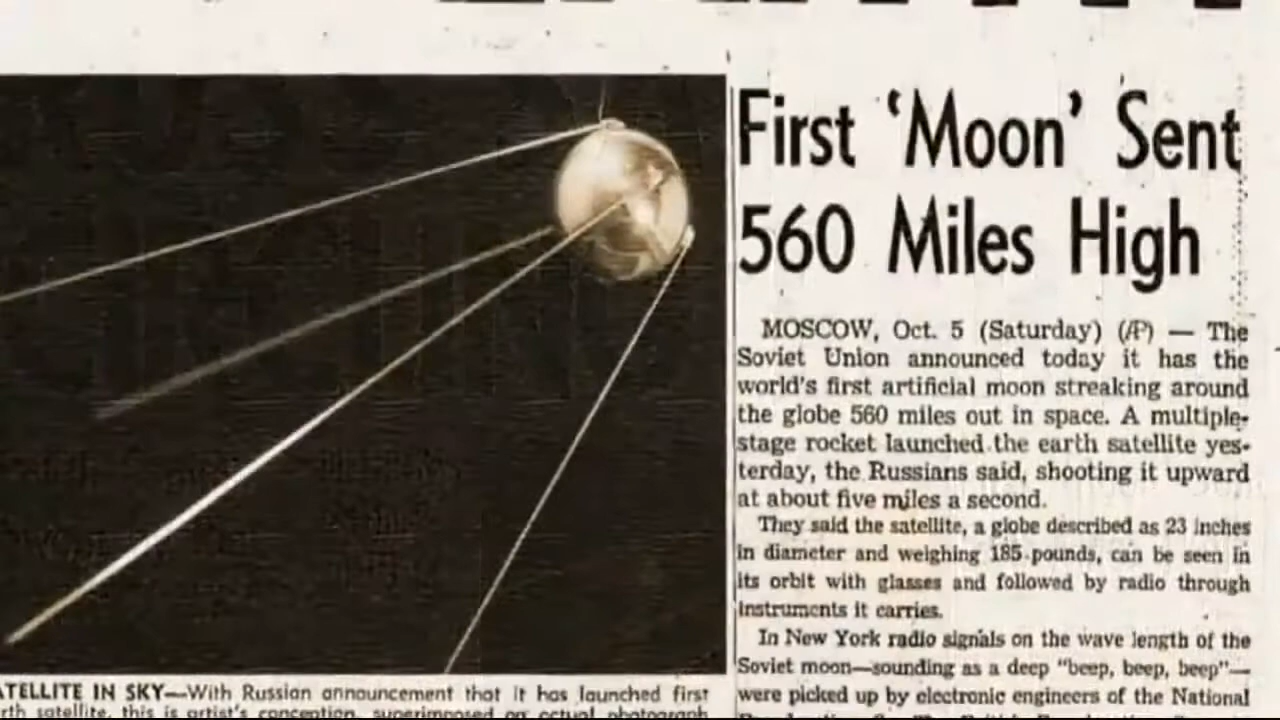 First ‘Moon’ Sent
560 Miles High
MOSCOW, Oct. 5 (Saturday) (AP) — The
Soviet Union announced today it has the
world's first artificial moon streaking around
the globe 560 miles out in space. A multiple-
stage rocket launched the earth satellite yes-
terday, the Russians said, shooting it upward
at about five miles a second.
They said the satellite, a globe described as 23 inches
in diameter and weighing 185 pounds, can be seen in
its orbit with glasses and followed by radio through
instruments it carries.
In New York radio signals on the wave length of the
Soviet moon—sounding as a deep "beep, beep, beep"—
were picked up by electronic engineers of the National
ATELLITE IN SKY—With Russian announcement that it has launched first
rth satellite, this is artist's conception, superimposed on actual photograph